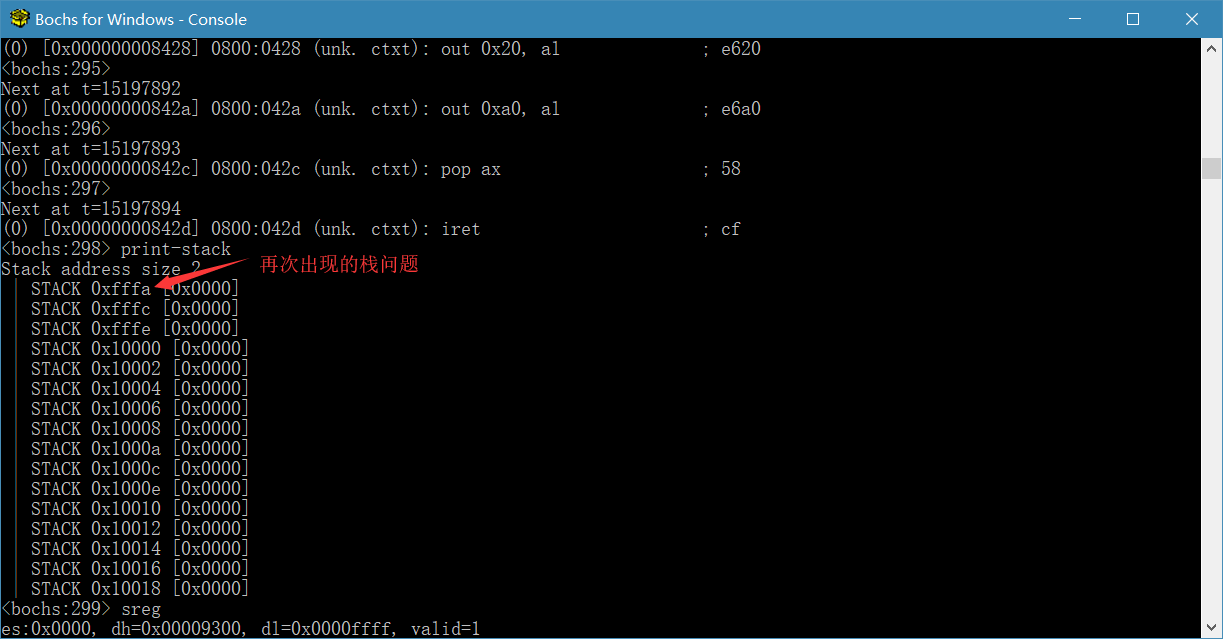 Bochs for Windows - Console
(0) [0x000000008428] 0800:0428 (unk. ctxt): out 0x20, al ; e620
<bochs:295>
Next at t=15197892
(0) [0x00000000842a] 0800:042a (unk. ctxt): out 0xa0, al ; e6a0
<bochs:296>
Next at t=15197893
(0) [0x00000000842c] 0800:042c (unk. ctxt): pop ax ; 58
<bochs:297>
Next at t=15197894
(0) [0x00000000842d] 0800:042d (unk. ctxt): iret ; cf
<bochs:298> print-stack
Stack address size 2
再次出现的栈问题
| STACK 0xfffa [0x0000]
| STACK 0xfffc [0x0000]
| STACK 0xfffe [0x0000]
| STACK 0x10000 [0x0000]
| STACK 0x10002 [0x0000]
| STACK 0x10004 [0x0000]
| STACK 0x10006 [0x0000]
| STACK 0x10008 [0x0000]
| STACK 0x1000a [0x0000]
| STACK 0x1000c [0x0000]
| STACK 0x1000e [0x0000]
| STACK 0x10010 [0x0000]
| STACK 0x10012 [0x0000]
| STACK 0x10014 [0x0000]
| STACK 0x10016 [0x0000]
| STACK 0x10018 [0x0000]
<bochs:299> sreg
es:0x0000, dh=0x00009300, dl=0x0000ffff, valid=1